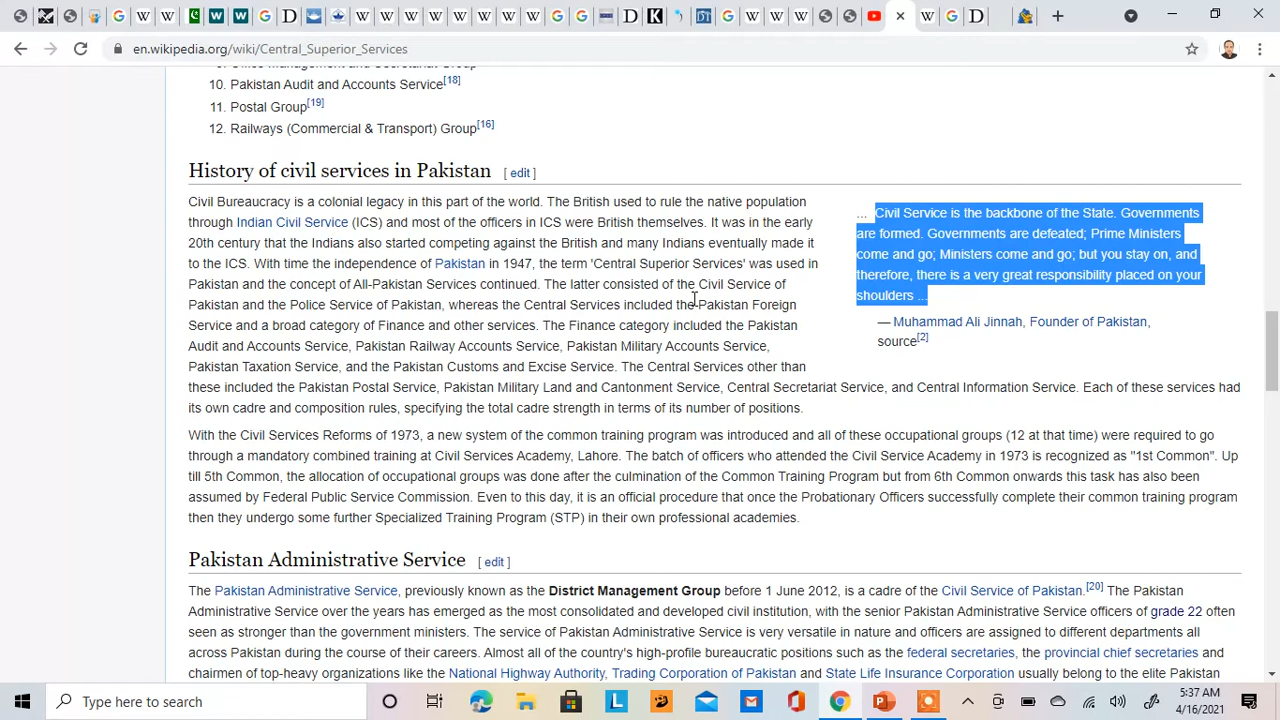 en.wikipedia.org/wiki/Central_Superior_Services
10. Pakistan Audit and Accounts Service[18]
11. Postal Group[19]
12. Railways (Commercial & Transport) Group[16]
History of civil services in Pakistan [ edit ]
Civil Bureaucracy is a colonial legacy in this part of the world. The British used to rule the native population
through Indian Civil Service (ICS) and most of the officers in ICS were British themselves. It was in the early
20th century that the Indians also started competing against the British and many Indians eventually made it
to the ICS. With time the independence of Pakistan in 1947, the term 'Central Superior Services' was used in
Pakistan and the concept of All-Pakistan Services continued. The latter consisted of the Civil Service of
Pakistan and the Police Service of Pakistan, whereas the Central Services included the Pakistan Foreign
Service and a broad category of Finance and other services. The Finance category included the Pakistan
Audit and Accounts Service, Pakistan Railway Accounts Service, Pakistan Military Accounts Service,
Pakistan Taxation Service, and the Pakistan Customs and Excise Service. The Central Services other than
these included the Pakistan Postal Service, Pakistan Military Land and Cantonment Service, Central Secretariat Service, and Central Information Service. Each of these services had
its own cadre and composition rules, specifying the total cadre strength in terms of its number of positions.
... Civil Service is the backbone of the State. Governments
are formed. Governments are defeated; Prime Ministers
come and go; Ministers come and go; but you stay on, and
therefore, there is a very great responsibility placed on your
shoulders ...
— Muhammad Ali Jinnah, Founder of Pakistan,
source[2]
With the Civil Services Reforms of 1973, a new system of the common training program was introduced and all of these occupational groups (12 at that time) were required to go
through a mandatory combined training at Civil Services Academy, Lahore. The batch of officers who attended the Civil Service Academy in 1973 is recognized as "1st Common". Up
till 5th Common, the allocation of occupational groups was done after the culmination of the Common Training Program but from 6th Common onwards this task has also been
assumed by Federal Public Service Commission. Even to this day, it is an official procedure that once the Probationary Officers successfully complete their common training program
then they undergo some further Specialized Training Program (STP) in their own professional academies.
Pakistan Administrative Service [ edit ]
The Pakistan Administrative Service, previously known as the District Management Group before 1 June 2012, is a cadre of the Civil Service of Pakistan.[20] The Pakistan
Administrative Service over the years has emerged as the most consolidated and developed civil institution, with the senior Pakistan Administrative Service officers of grade 22 often
seen as stronger than the government ministers. The service of Pakistan Administrative Service is very versatile in nature and officers are assigned to different departments all
across Pakistan during the course of their careers. Almost all of the country's high-profile bureaucratic positions such as the federal secretaries, the provincial chief secretaries and
chairmen of top-heavy organizations like the National Highway Authority, Trading Corporation of Pakistan and State Life Insurance Corporation usually belong to the elite Pakistan
Type here to search
5:37 AM
4/16/2021